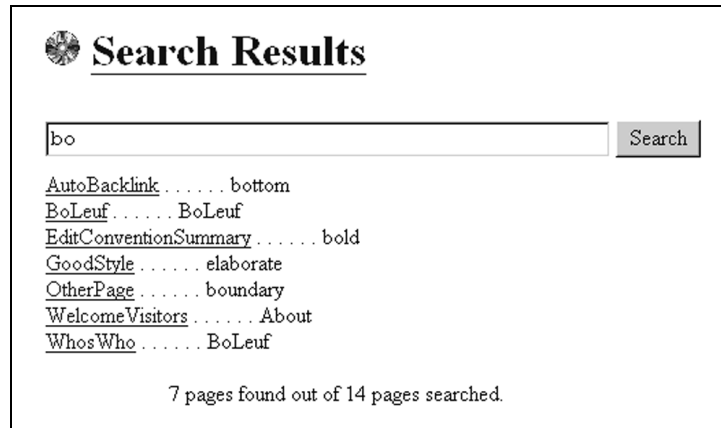 Search Results
bo Search
AutoBacklink . . . . . . bottom
BoLeuf . . . . . . BoLeuf
EditConventionSummary . . . . . . bold
GoodStyle . . . . . . elaborate
OtherPage . . . . . . boundary
WelcomeVisitors . . . . . . About
WhosWho . . . . . . BoLeuf
7 pages found out of 14 pages searched.